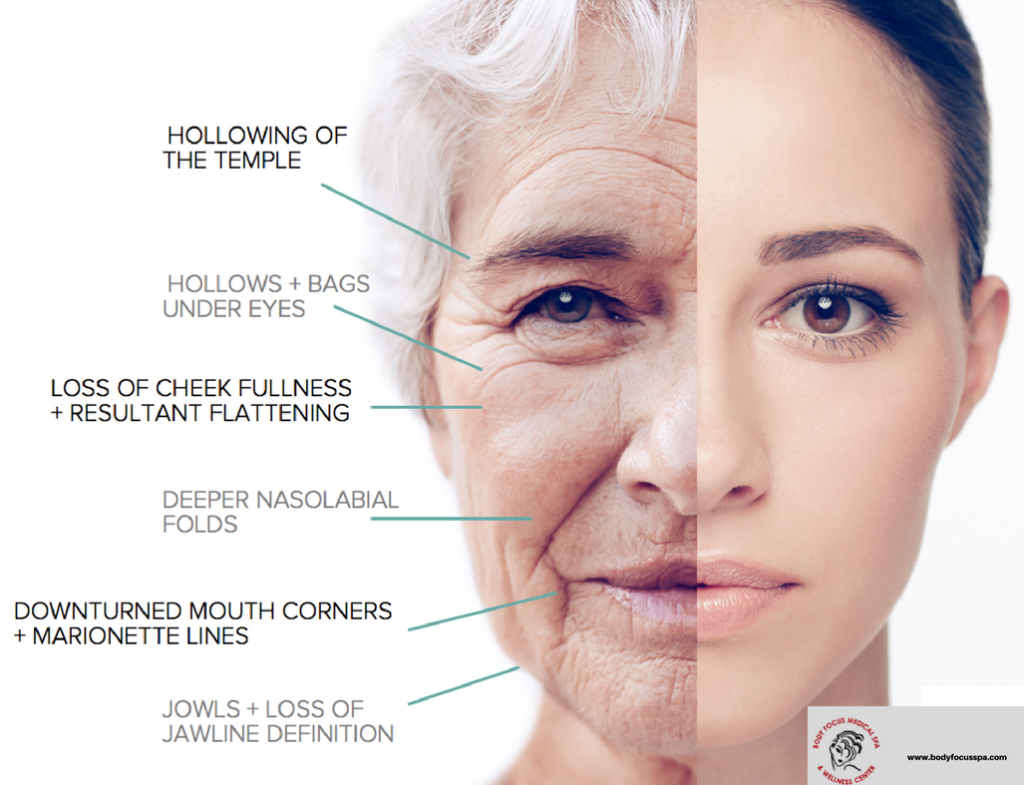 HOLLOWING OF
THE TEMPLE
HOLLOWS + BAGS
UNDER EYES
LOSS OF CHEEK FULLNESS
+ RESULTANT FLATTENING
DEEPER NASOLABIAL
FOLDS
DOWNTURNED MOUTH CORNERS
+ MARIONETTE LINES
JOWLS + LOSS OF
JAWLINE DEFINITION
BODY FOCUS MEDICAL SPA
& WELLNESS CENTER
www.bodyfocusspa.com